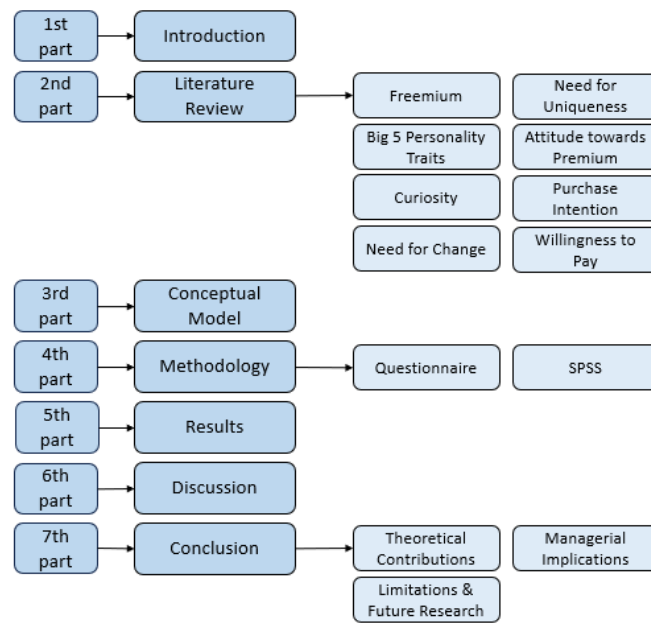 1st
part
Introduction
2nd
part
Literature
Review
Freemium
Need for
Uniqueness
Big 5 Personality
Traits
Attitude towards
Premium
Curiosity
Purchase
Intention
Need for Change
Willingness to
Pay
3rd
part
Conceptual
Model
4th
part
Methodology
Questionnaire
SPSS
5th
part
Results
6th
part
Discussion
7th
part
Conclusion
Theoretical
Contributions
Managerial
Implications
Limitations &
Future Research